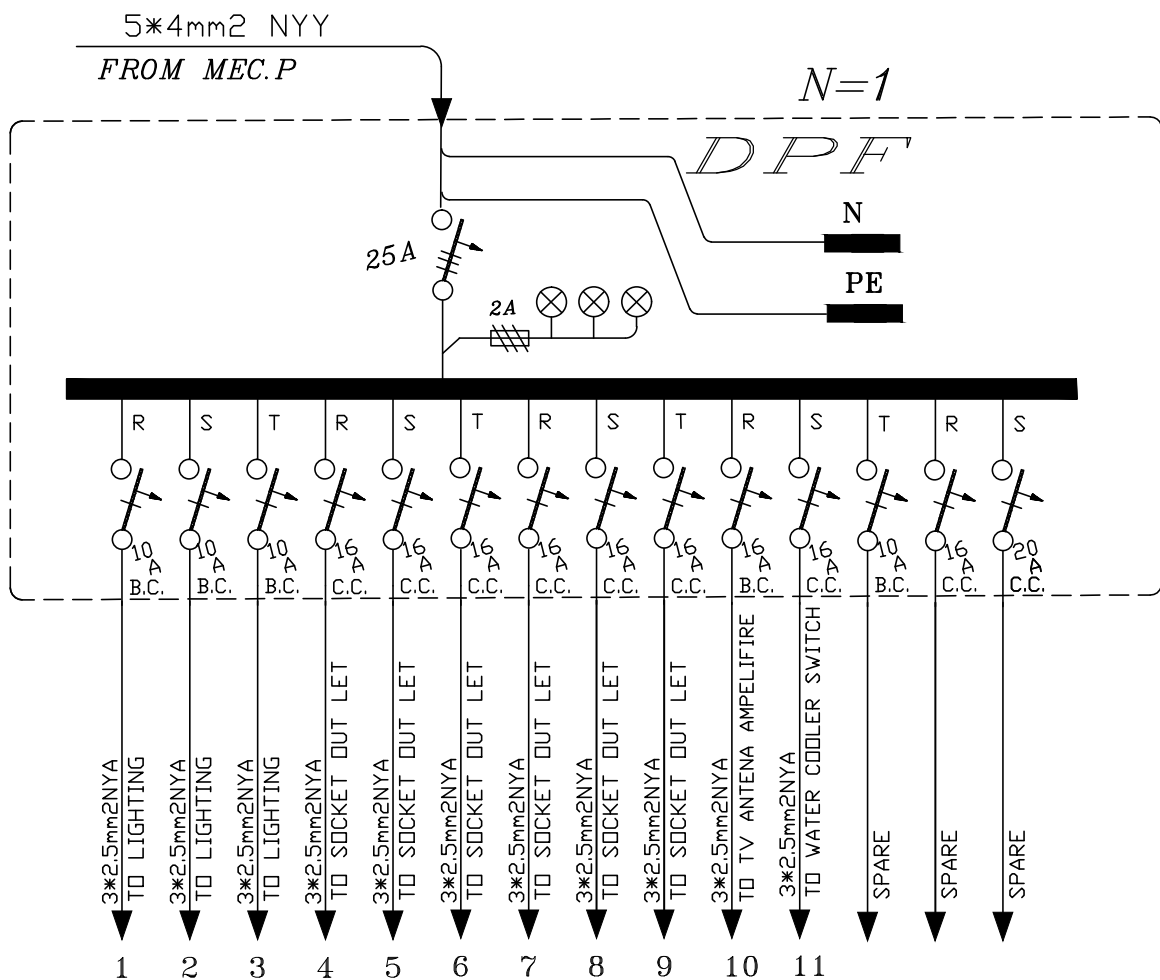 5*4mm2 NYY
FROM MEC.P
N=1
DPF
N
25A
PE
2A
R S T R S T R S T R S T R S
10A 10A 10A 16A 16A 16A 16A 16A 16A 16A 16A 10A 16A 20A
B.C. B.C. B.C. C.C. C.C. C.C. C.C. C.C. C.C. B.C. C.C. B.C. C.C. C.C.
3*2.5mm2NYA
TO LIGHTING
3*2.5mm2NYA
TO LIGHTING
3*2.5mm2NYA
TO LIGHTING
3*2.5mm2NYA
TO SOCKET OUT LET
3*2.5mm2NYA
TO SOCKET OUT LET
3*2.5mm2NYA
TO SOCKET OUT LET
3*2.5mm2NYA
TO SOCKET OUT LET
3*2.5mm2NYA
TO SOCKET OUT LET
3*2.5mm2NYA
TO SOCKET OUT LET
3*2.5mm2NYA
TO TV ANTENA AMPELIFIRE
3*2.5mm2NYA
TO WATER COOLER SWITCH
SPARE
SPARE
SPARE
1 2 3 4 5 6 7 8 9 10 11